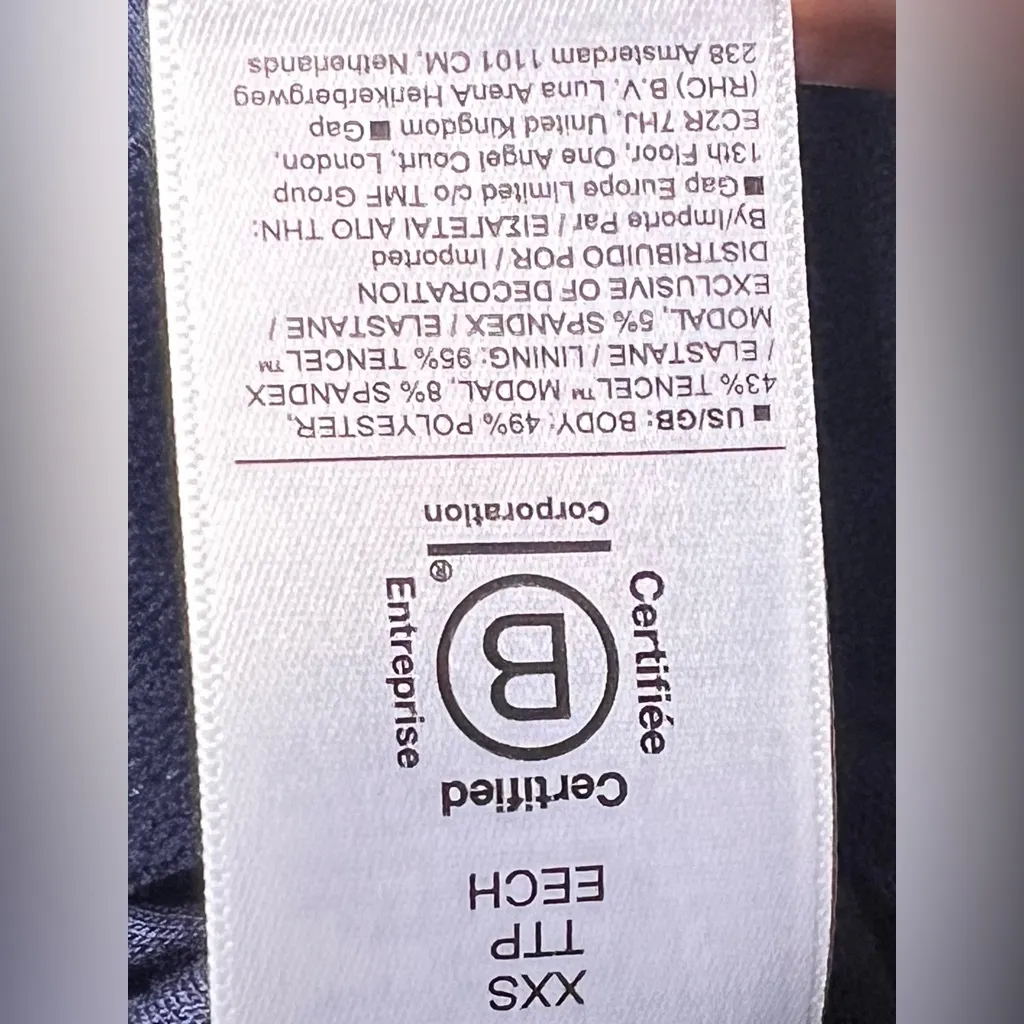 XXS
TTP
EECH
Certified
Certifiée
B
Entreprise
®
Corporation
■ US/GB: BODY: 49% POLYESTER,
43% TENCEL™ MODAL, 8% SPANDEX
/ ELASTANE / LINING: 95% TENCEL™
MODAL, 5% SPANDEX / ELASTANE /
EXCLUSIVE OF DECORATION
DISTRIBUIDO POR / Imported
By/Importe Par / ΕΙΣΑΓΕΤΑΙ ΑΠΟ ΤΗΝ:
■ Gap Europe Limited c/o TMF Group
13th Floor, One Angel Court, London,
EC2R 7HJ, United Kingdom ■ Gap
(RHC) B.V. Luna ArenA Herikerbergweg
238 Amsterdam 1101 CM, Netherlands